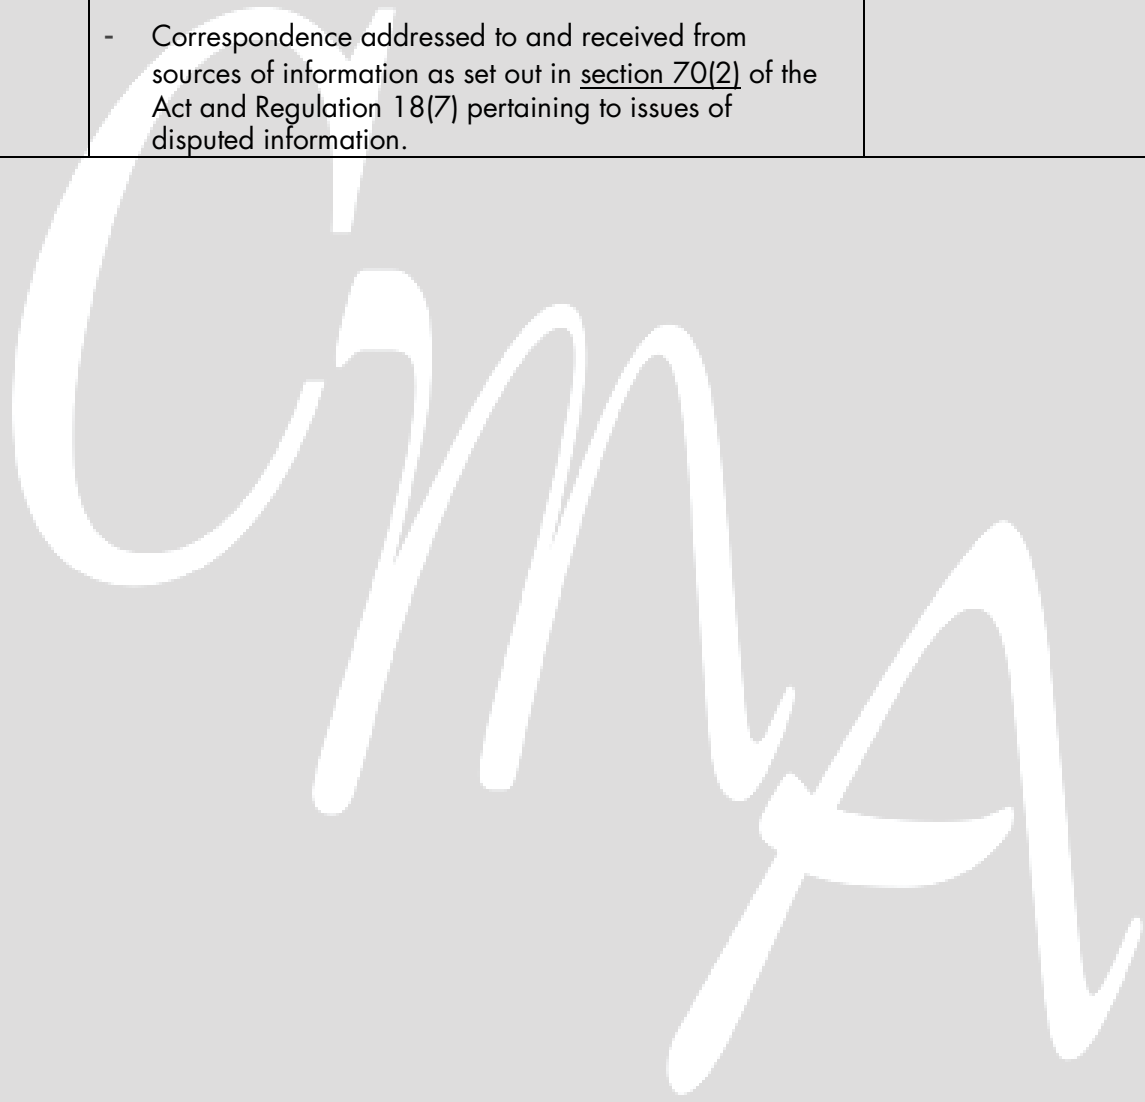 - Correspondence addressed to and received from
sources of information as set out in section 70(2) of the
Act and Regulation 18(7) pertaining to issues of
disputed information.
CMA